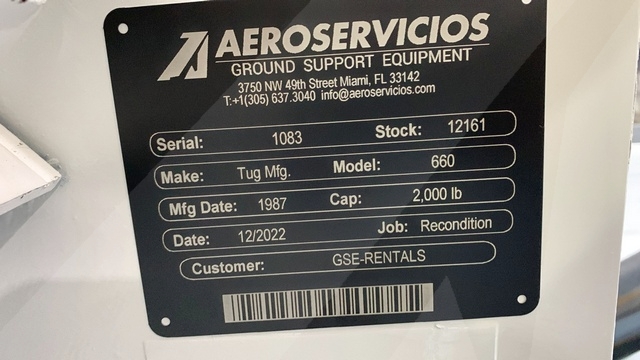 AEROSERVICIOS
GROUND SUPPORT EQUIPMENT
3750 NW 49th Street Miami, FL 33142
T:+1(305) 637.3040 info@aeroservicios.com
Serial: 1083 Stock: 12161
Make: Tug Mfg. Model: 660
Mfg Date: 1987 Cap: 2,000 lb
Date: 12/2022 Job: Recondition
Customer: GSE-RENTALS